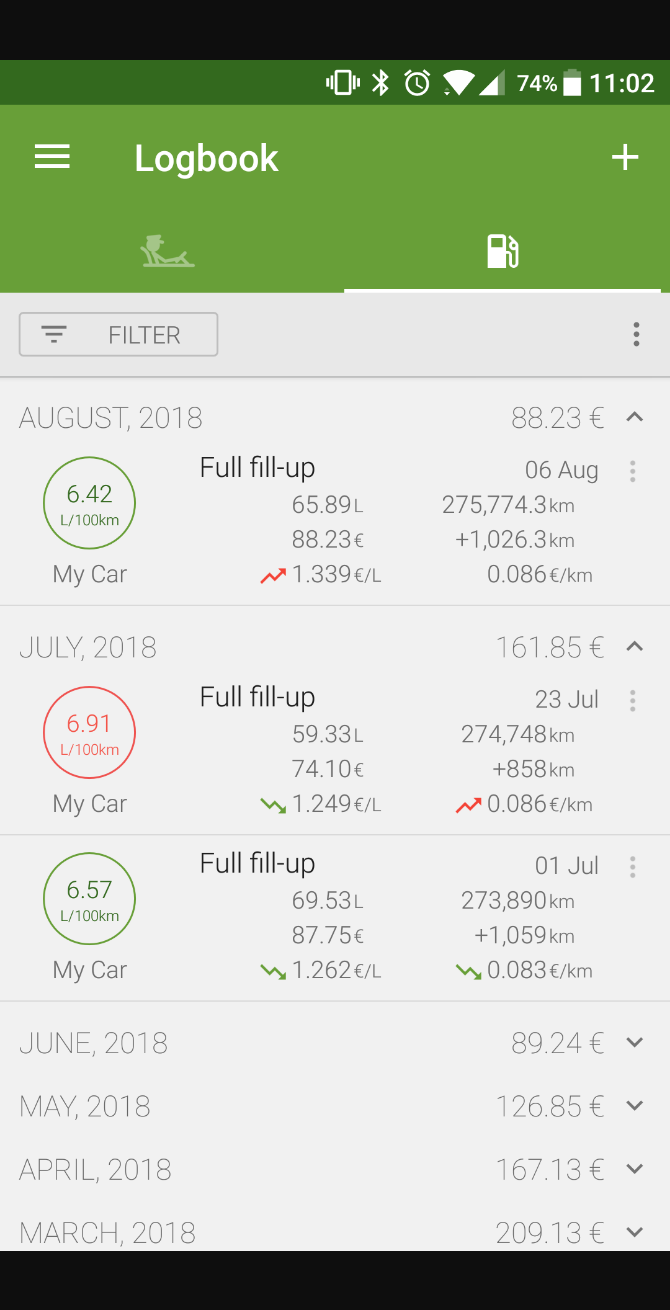 74% 11:02
Logbook
FILTER
AUGUST, 2018 88.23 €
Full fill-up 06 Aug
6.42 65.89L 275,774.3km
L/100km 88.23€ +1,026.3km
My Car 1.339€/L 0.086€/km
JULY, 2018 161.85 €
Full fill-up 23 Jul
6.91 59.33L 274,748km
L/100km 74.10€ +858km
My Car 1.249€/L 0.086€/km
Full fill-up 01 Jul
6.57 69.53L 273,890km
L/100km 87.75€ +1,059km
My Car 1.262€/L 0.083€/km
JUNE, 2018 89.24 €
MAY, 2018 126.85 €
APRIL, 2018 167.13 €
MARCH, 2018 209.13 €